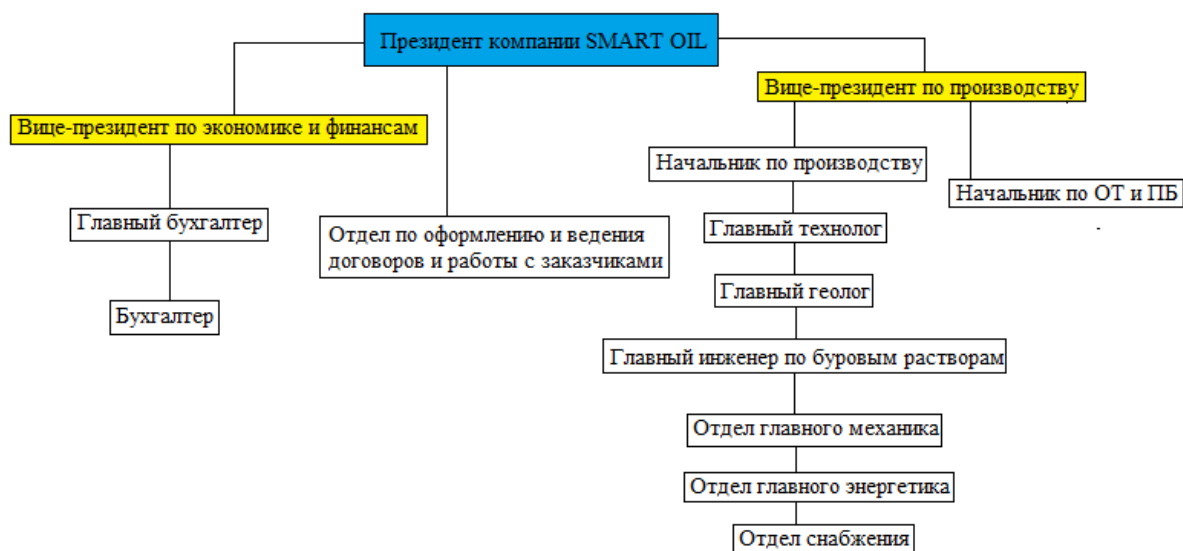 Президент компании SMART OIL
Вице-президент по производству
Вице-президент по экономике и финансам
Начальник по производству
Начальник по ОТ и ПБ
Главный бухгалтер
Отдел по оформлению и ведения
договоров и работы с заказчиками
Главный технолог
Главный геолог
Бухгалтер
Главный инженер по буровым растворам
Отдел главного механика
Отдел главного энергетика
Отдел снабжения